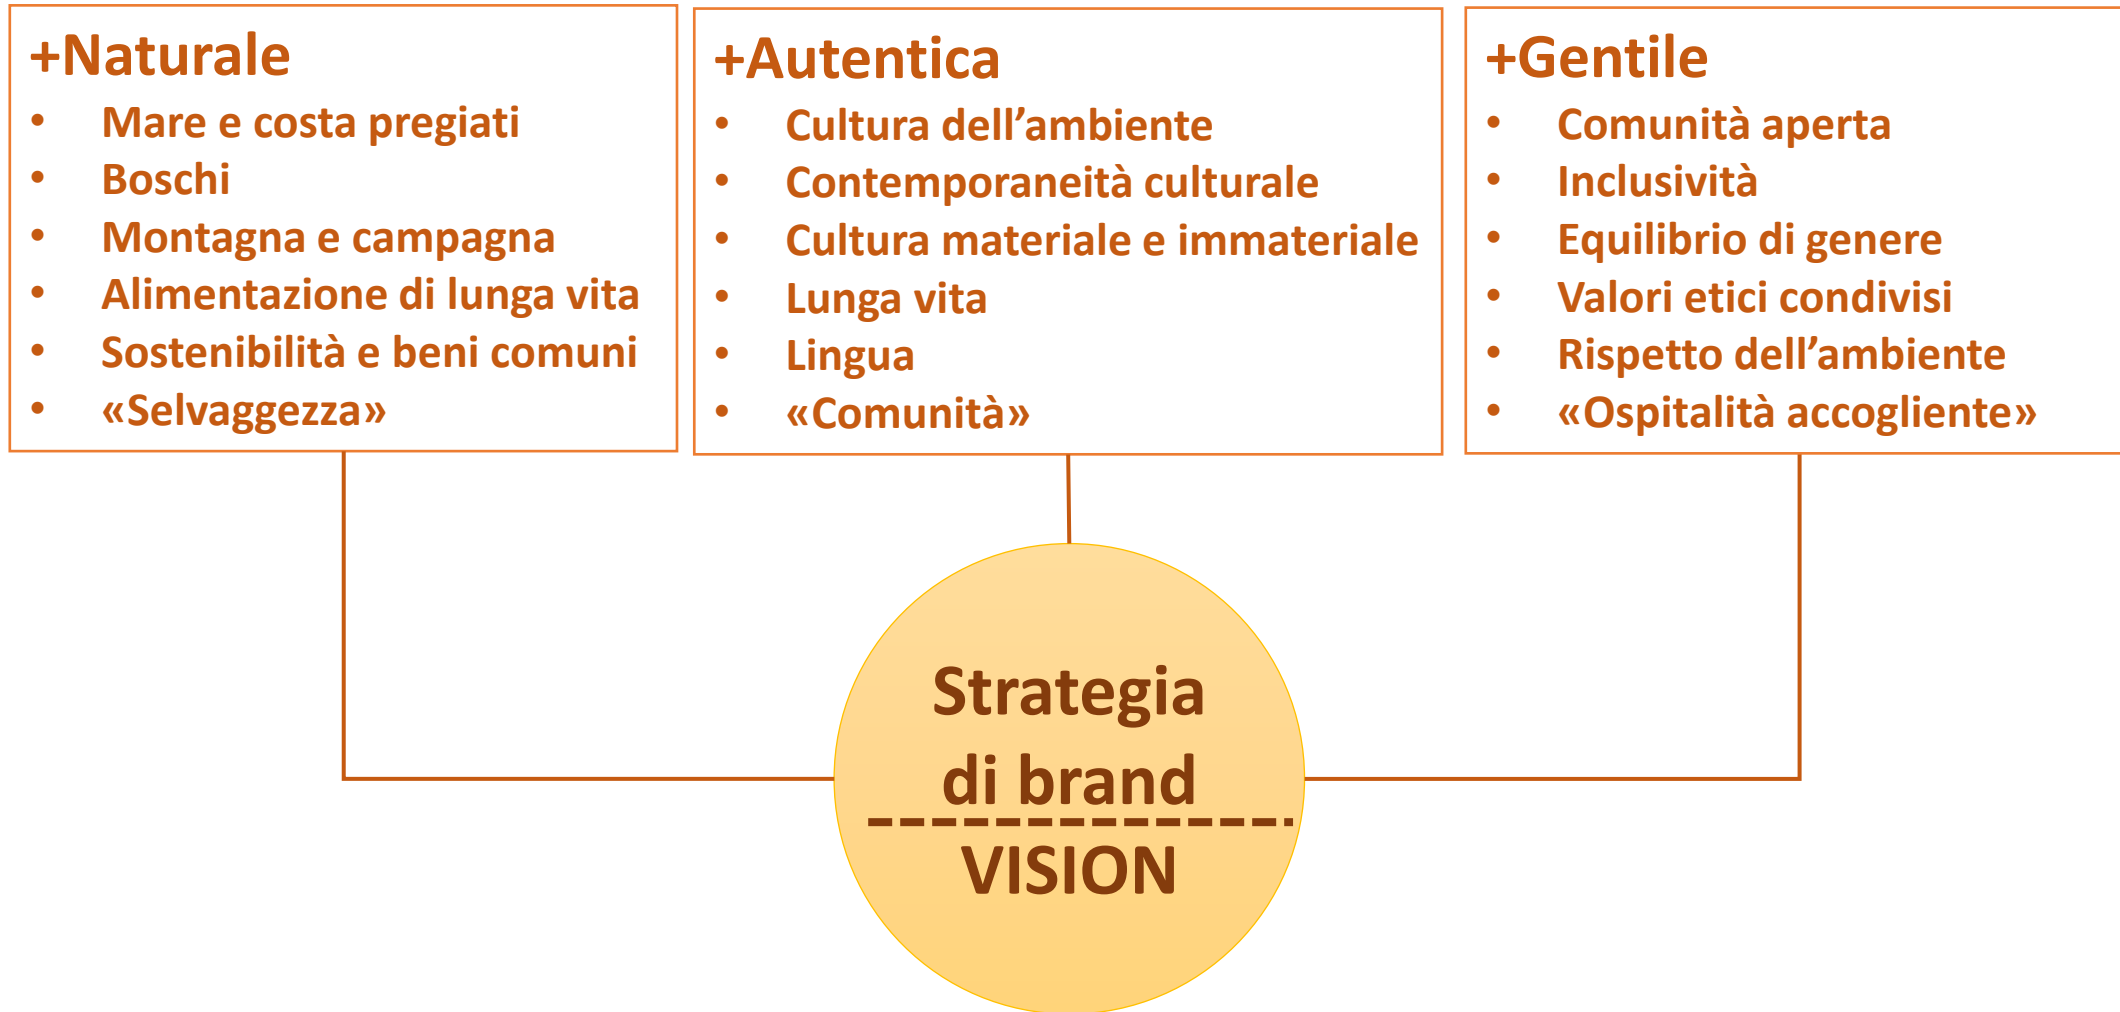 +Naturale
• Mare e costa pregiati
• Boschi
• Montagna e campagna
• Alimentazione di lunga vita
• Sostenibilità e beni comuni
• «Selvaggezza»
+Autentica
• Cultura dell’ambiente
• Contemporaneità culturale
• Cultura materiale e immateriale
• Lunga vita
• Lingua
• «Comunità»
+Gentile
• Comunità aperta
• Inclusività
• Equilibrio di genere
• Valori etici condivisi
• Rispetto dell’ambiente
• «Ospitalità accogliente»
Strategia
di brand
VISION